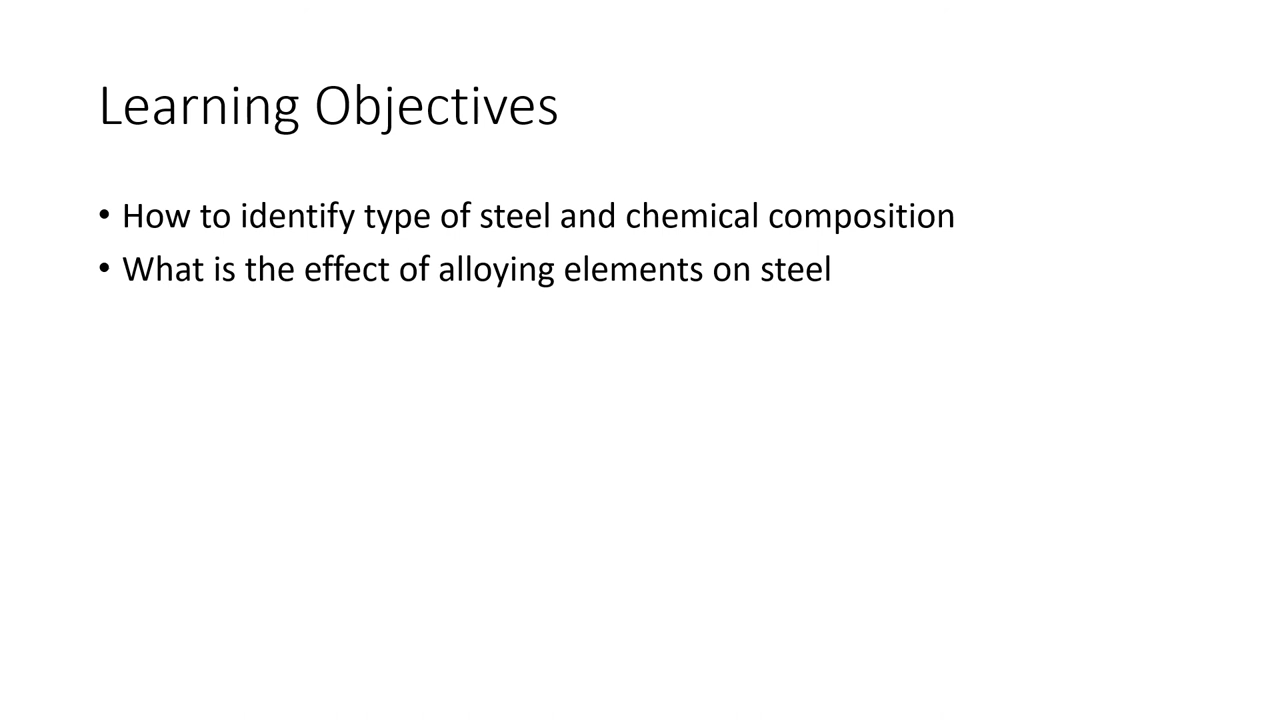 Learning Objectives
• How to identify type of steel and chemical composition
• What is the effect of alloying elements on steel